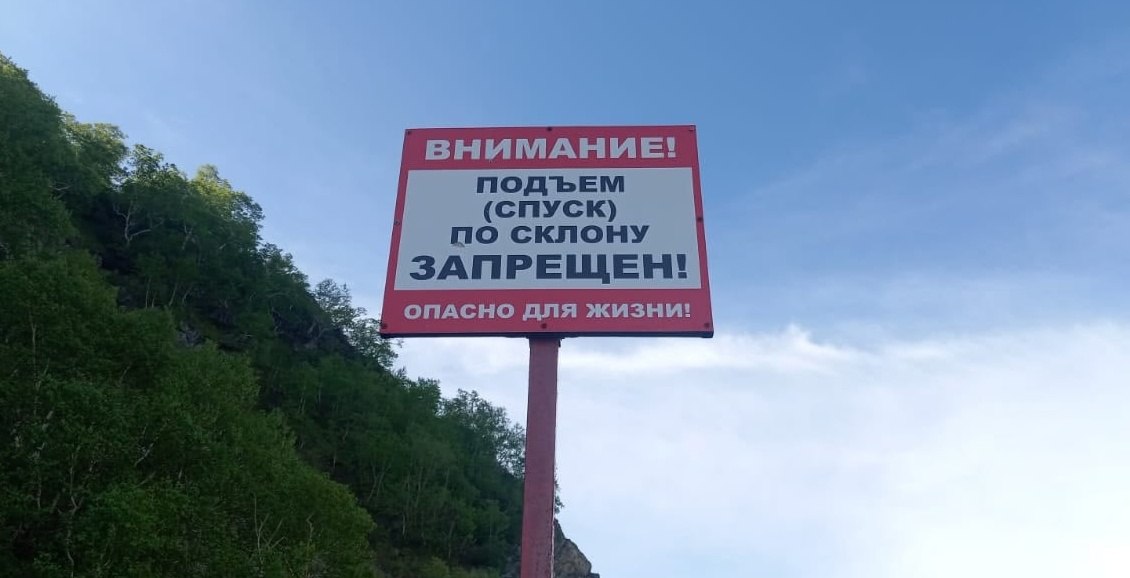 ВНИМАНИЕ!
ПОДЪЕМ
(СПУСК)
ПО СКЛОНУ
ЗАПРЕЩЕН!
ОПАСНО ДЛЯ ЖИЗНИ!